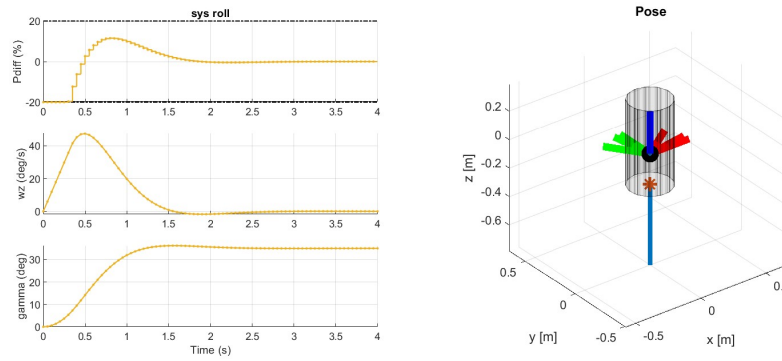 sys roll
Pdiff (%)
20
0
-20
0 0.5 1 1.5 2 2.5 3 3.5 4
wz (deg/s)
40
20
0
0 0.5 1 1.5 2 2.5 3 3.5 4
gamma (deg)
30
20
10
0
0 0.5 1 1.5 2 2.5 3 3.5 4
Time (s)
Pose
z [m]
0.2
0
-0.2
-0.4
-0.6
0.5
0
-0.5
y [m]
-0.5
0
x [m]